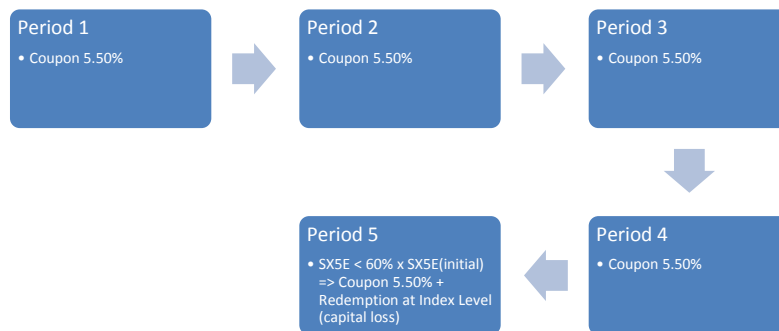 Period 1
• Coupon 5.50%
Period 2
• Coupon 5.50%
Period 3
• Coupon 5.50%
Period 4
• Coupon 5.50%
Period 5
• SX5E < 60% x SX5E(initial)
=> Coupon 5.50% +
Redemption at Index Level
(capital loss)